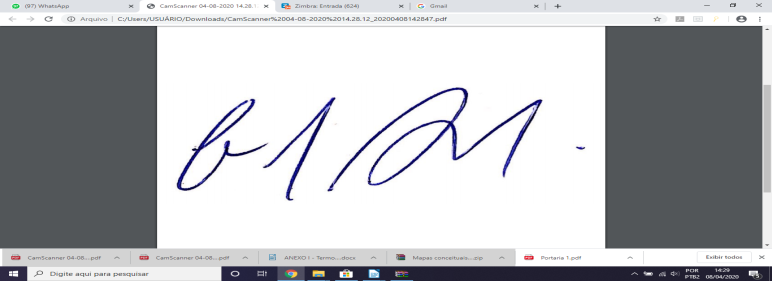 (97) WhatsApp
CamScanner 04-08-2020 14.28.1
Zimbra: Entrada (624)
Gmail
Arquivo | C:/Users/USUÁRIO/Downloads/CamScanner%2004-08-2020%2014.28.12_20200408142847.pdf
CamScanner 04-08....pdf
CamScanner 04-08....pdf
ANEXO I - Termo....docx
Mapas conceituais....zip
Portaria 1.pdf
Exibir todos
Digite aqui para pesquisar
POR
14:29
PTB2
08/04/2020